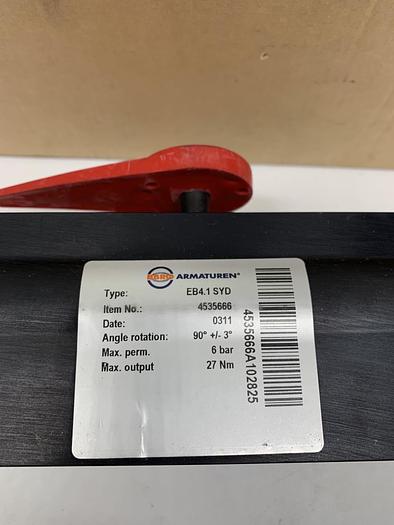 EBRO ARMATUREN®
Type: EB4.1 SYD
Item No.: 4535666
Date: 0311
Angle rotation: 90° +/- 3°
Max. perm. 6 bar
Max. output 27 Nm
4535666A102825